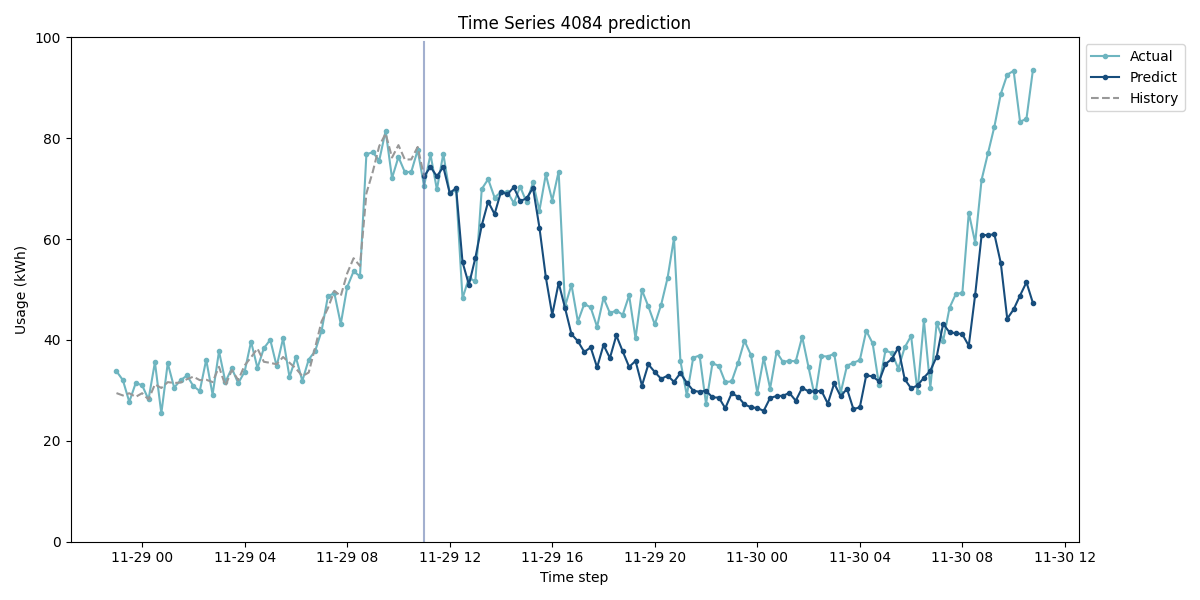 Time Series 4084 prediction
100
80
60
40
20
0
Usage (kWh)
11-29 00
11-29 04
11-29 08
11-29 12
11-29 16
11-29 20
11-30 00
11-30 04
11-30 08
11-30 12
Time step
Actual
Predict
History